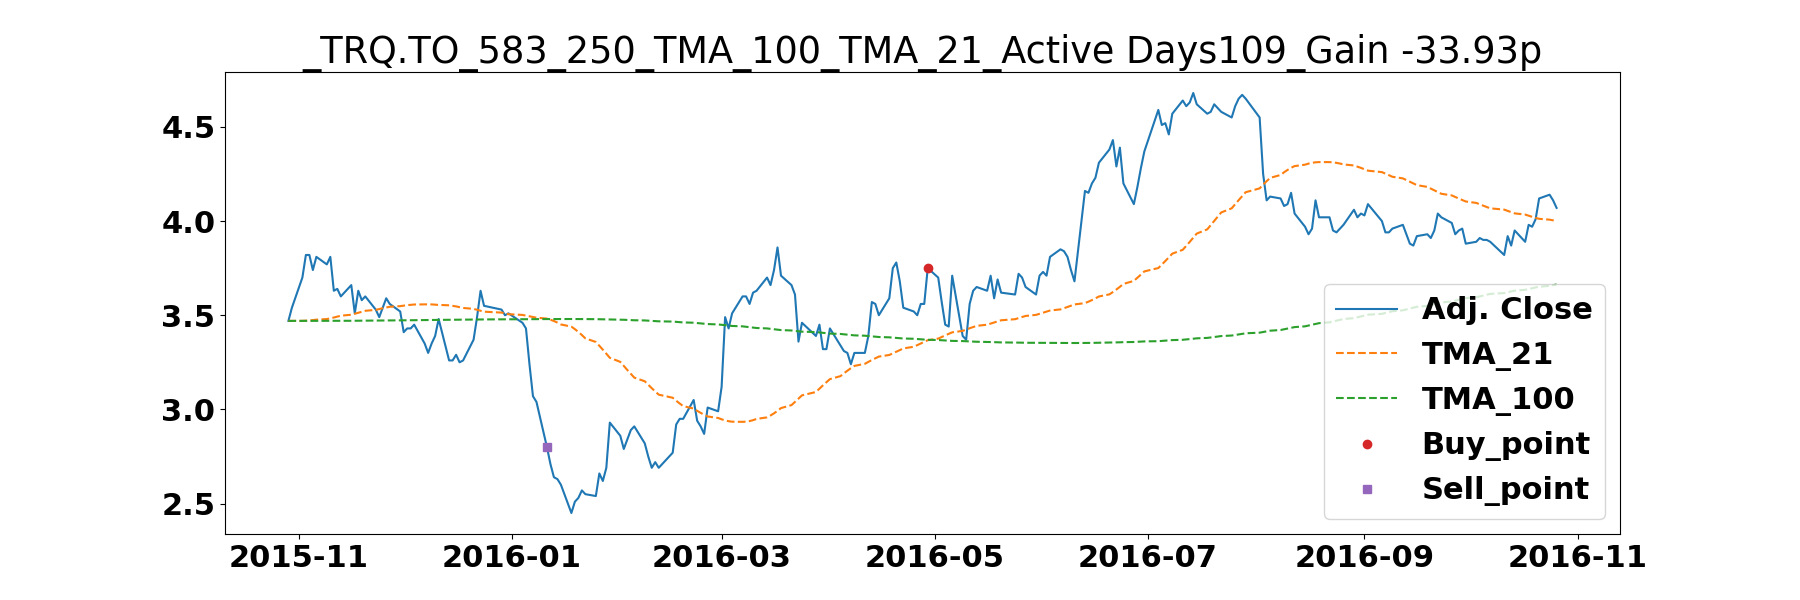 _TRQ.TO_583_250_TMA_100_TMA_21_Active Days109_Gain -33.93p
4.5
4.0
3.5
3.0
2.5
2015-11 2016-01 2016-03 2016-05 2016-07 2016-09 2016-11
Adj. Close
TMA_21
TMA_100
Buy_point
Sell_point